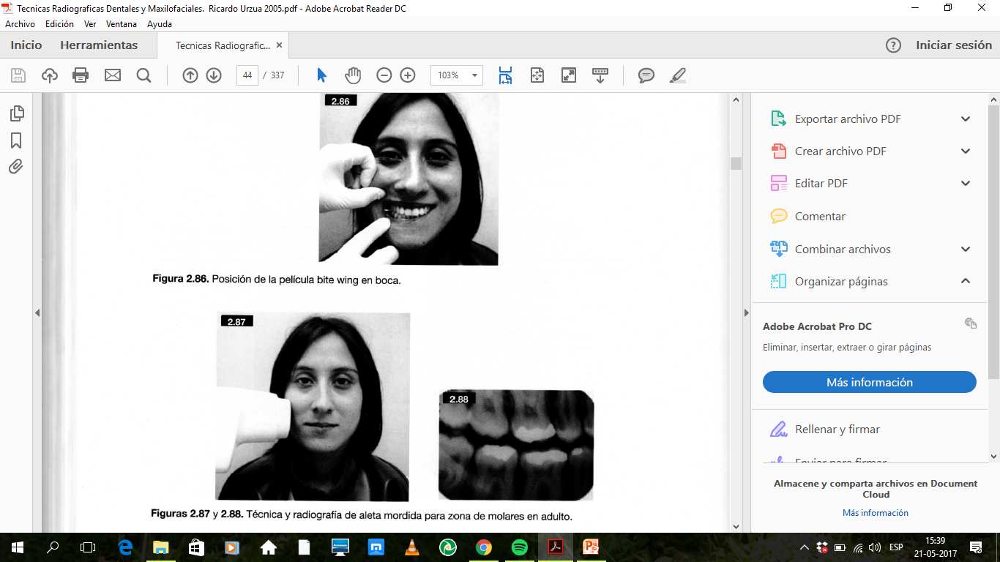 Tecnicas Radiograficas Dentales y Maxilofaciales. Ricardo Urzua 2005.pdf - Adobe Acrobat Reader DC
Archivo Edición Ver Ventana Ayuda
Inicio Herramientas Tecnicas Radiografic... × ? Iniciar sesión
44 / 337 103%
2.86
Figura 2.86. Posición de la película bite wing en boca.
2.87
2.88
Figuras 2.87 y 2.88. Técnica y radiografía de aleta mordida para zona de molares en adulto.
Exportar archivo PDF
Crear archivo PDF
Editar PDF
Comentar
Combinar archivos
Organizar páginas
Adobe Acrobat Pro DC
Eliminar, insertar, extraer o girar páginas
Más información
Rellenar y firmar
Enviar para firmar
Almacene y comparta archivos en Document
Cloud
Más información
ESP
15:39
21-05-2017